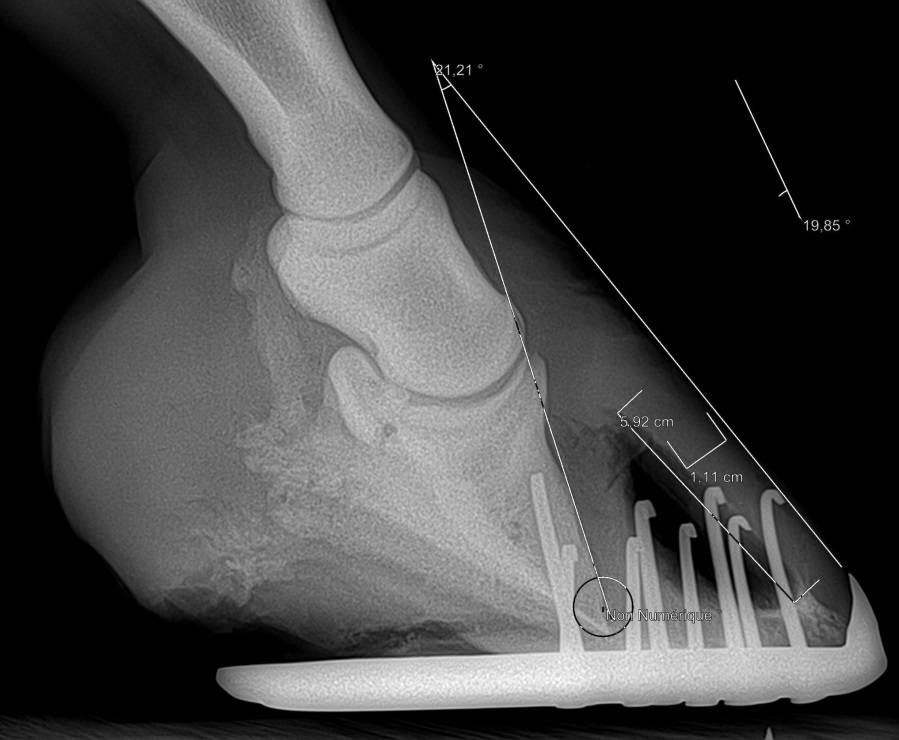 21,21 °
19,85 °
5,92 cm
1,11 cm
Non Numérique